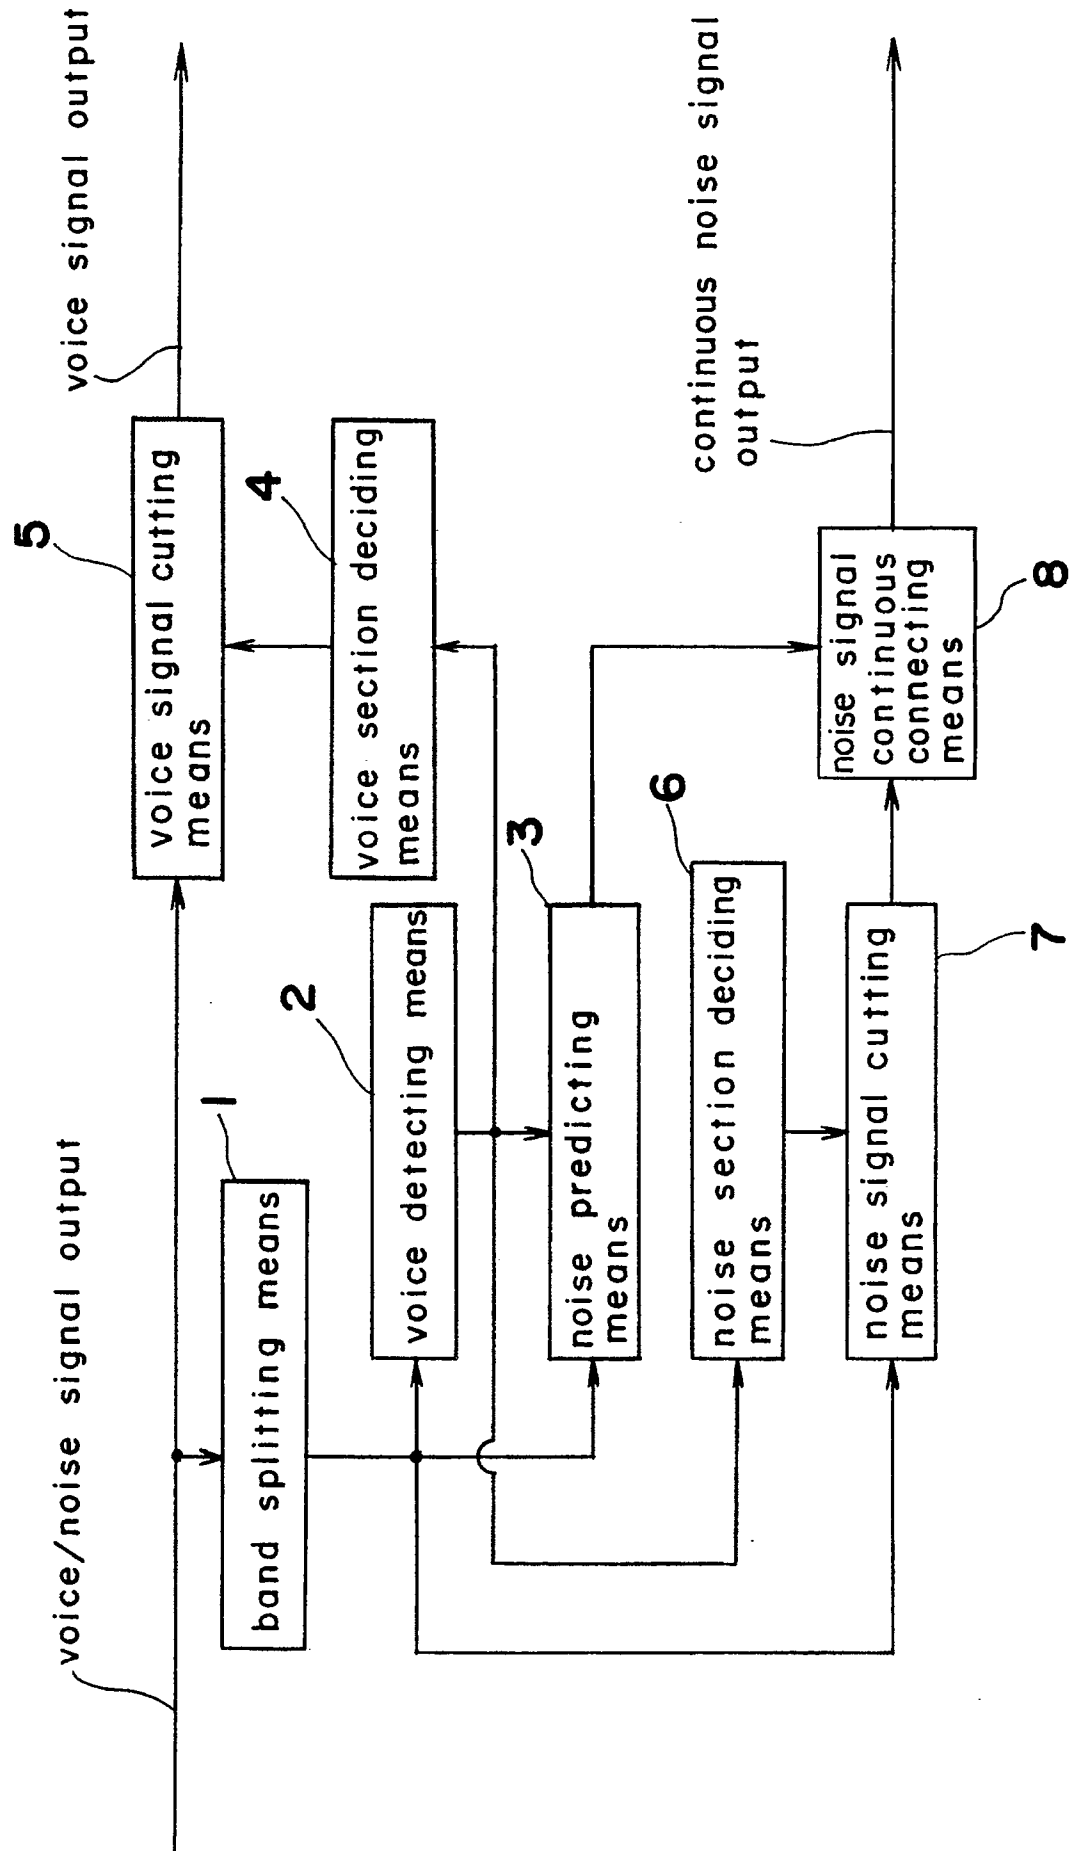 voice/noise signal output
voice signal output
5
voice signal cutting
means
1
band splitting means
4
voice section deciding
means
2
voice detecting means
3
noise predicting
means
6
noise section deciding
means
7
noise signal cutting
means
noise signal
continuous
connecting
means
8
continuous noise signal
output